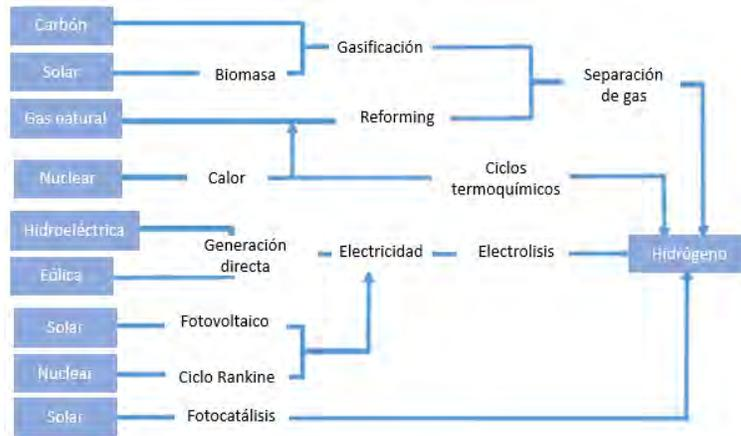 Carbón
Gasificación
Solar
Biomasa
Separación
de gas
Gas natural
Reforming
Nuclear
Calor
Ciclos
termoquímicos
Hidroeléctrica
Generación
directa
Electricidad
Electrolisis
Hidrógeno
Eólica
Solar
Fotovoltaico
Nuclear
Ciclo Rankine
Solar
Fotocatálisis